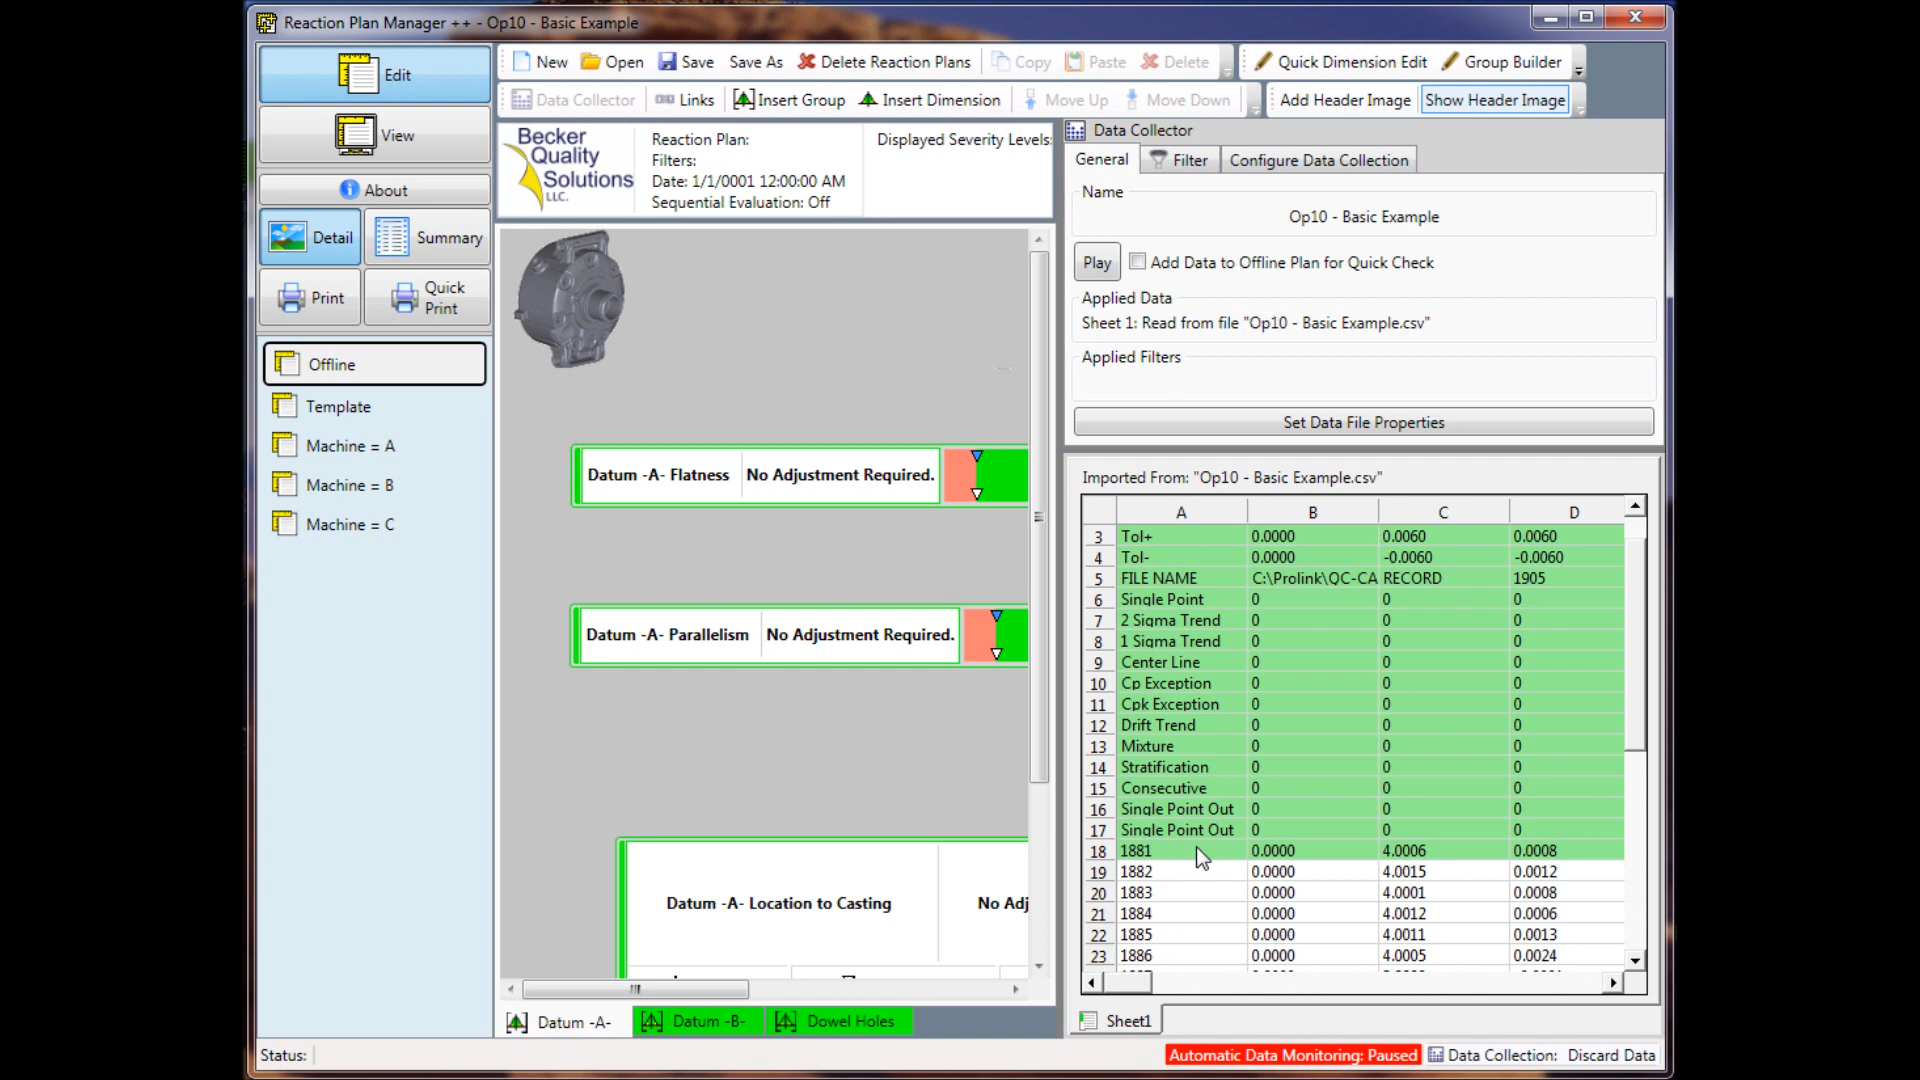 Reaction Plan Manager ++ - Op10 - Basic Example
Edit
View
About
Detail
Summary
Print
Quick
Print
Offline
Template
Machine = A
Machine = B
Machine = C
New Open Save Save As Delete Reaction Plans Copy Paste Delete
Quick Dimension Edit Group Builder
Data Collector Links Insert Group Insert Dimension Move Up Move Down
Add Header Image Show Header Image
Becker
Quality
Solutions
LLC.
Reaction Plan:
Filters:
Date: 1/1/0001 12:00:00 AM
Sequential Evaluation: Off
Displayed Severity Levels:
Datum -A- Flatness No Adjustment Required.
Datum -A- Parallelism No Adjustment Required.
Datum -A- Location to Casting No Adj
Datum -A- Datum -B- Dowel Holes
Data Collector
General Filter Configure Data Collection
Name
Op10 - Basic Example
Play Add Data to Offline Plan for Quick Check
Applied Data
Sheet 1: Read from file "Op10 - Basic Example.csv"
Applied Filters
Set Data File Properties
Imported From: "Op10 - Basic Example.csv"
A B C D
3 Tol+ 0.0000 0.0060 0.0060
4 Tol- 0.0000 -0.0060 -0.0060
5 FILE NAME C:\Prolink\QC-CA RECORD 1905
6 Single Point 0 0 0
7 2 Sigma Trend 0 0 0
8 1 Sigma Trend 0 0 0
9 Center Line 0 0 0
10 Cp Exception 0 0 0
11 Cpk Exception 0 0 0
12 Drift Trend 0 0 0
13 Mixture 0 0 0
14 Stratification 0 0 0
15 Consecutive 0 0 0
16 Single Point Out 0 0 0
17 Single Point Out 0 0 0
18 1881 0.0000 4.0006 0.0008
19 1882 0.0000 4.0015 0.0012
20 1883 0.0000 4.0001 0.0008
21 1884 0.0000 4.0012 0.0006
22 1885 0.0000 4.0011 0.0013
23 1886 0.0000 4.0005 0.0024
Sheet1
Status:
Automatic Data Monitoring: Paused Data Collection: Discard Data